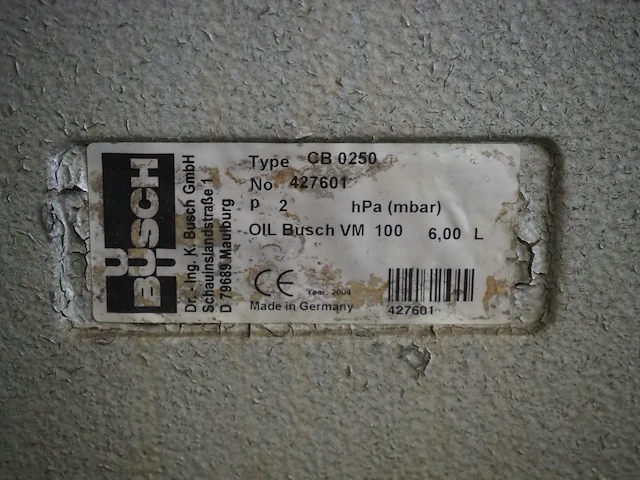 BUSCH
Dr. - Ing. K. Busch GmbH
Schauinslandstraße 1
D 79689 Maulburg
Type CB 0250
No 427601
p 2 hPa (mbar)
OIL Busch VM 100 6,00 L
CE Year: 2004
Made in Germany
427601